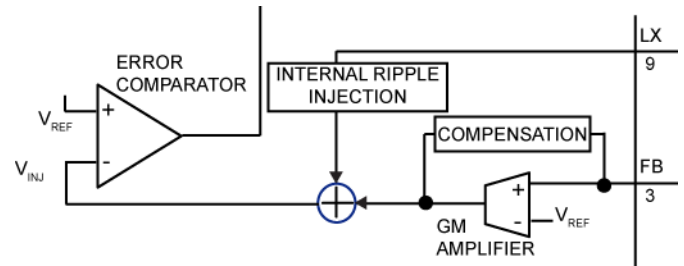 LX
9
ERROR
COMPARATOR
INTERNAL RIPPLE
INJECTION
VREF
+
-
VINJ
COMPENSATION
FB
3
+
-
VREF
GM
AMPLIFIER